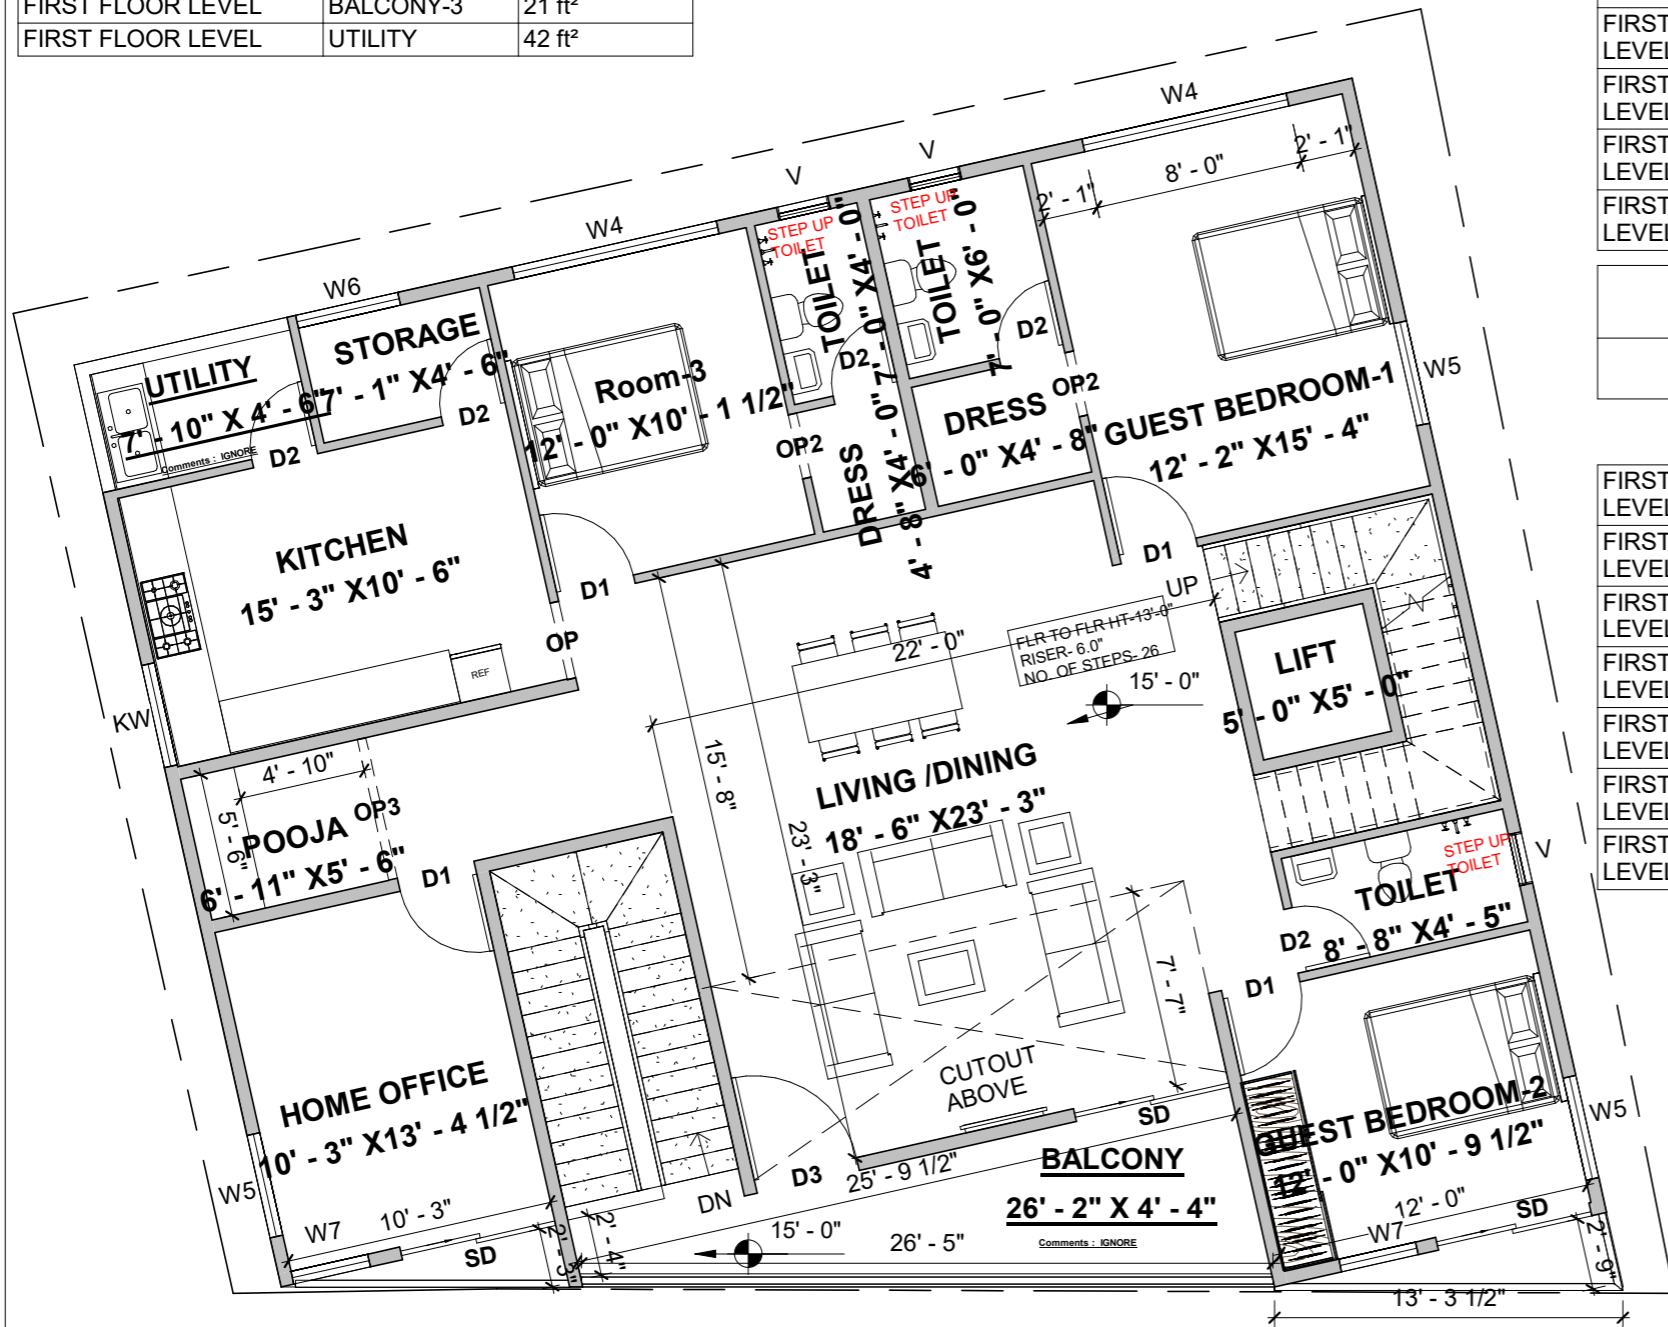 FIRST FLOOR LEVEL BALCONY-3 21 ft²
FIRST FLOOR LEVEL UTILITY 42 ft²
FIRST
LEVEL
FIRST
LEVEL
FIRST
LEVEL
FIRST
LEVEL
W4
2' - 1"
8' - 0"
2' - 1"
V
V
W4
W6
STEP UP
TOILET
STEP UP
TOILET
TOILET
7' - 0" X4' - 0"
TOILET
7' - 0" X6' - 0"
D2
D2
STORAGE
7' - 1" X4' - 6"
D2
UTILITY
7' - 10" X 4' - 6"
Comments : IGNORE
D2
Room-3
12' - 0" X10' - 1 1/2"
OP2
DRESS
4' - 8" X4' - 0"
DRESS
6' - 0" X4' - 8"
OP2
GUEST BEDROOM-1
12' - 2" X15' - 4"
W5
FIRST
LEVEL
FIRST
LEVEL
FIRST
LEVEL
FIRST
LEVEL
FIRST
LEVEL
FIRST
LEVEL
FIRST
LEVEL
KITCHEN
15' - 3" X10' - 6"
D1
OP
REF
KW
D1
UP
FLR TO FLR HT-13'-0"
RISER- 6.0"
NO. OF STEPS- 26
22' - 0"
15' - 0"
LIFT
5' - 0" X5' - 0"
15' - 8"
23' - 3"
LIVING /DINING
18' - 6" X23' - 3"
4' - 10"
5' - 6"
POOJA
OP3
6' - 11" X5' - 6"
D1
STEP UP
TOILET
V
TOILET
8' - 8" X4' - 5"
D2
D1
7' - 7"
CUTOUT
ABOVE
HOME OFFICE
10' - 3" X13' - 4 1/2"
W5
W7
10' - 3"
SD
2' - 3"
2' - 4"
DN
D3
25' - 9 1/2"
SD
BALCONY
26' - 2" X 4' - 4"
Comments : IGNORE
15' - 0"
26' - 5"
GUEST BEDROOM-2
12' - 0" X10' - 9 1/2"
W5
12' - 0"
W7
SD
2' - 9"
13' - 3 1/2"